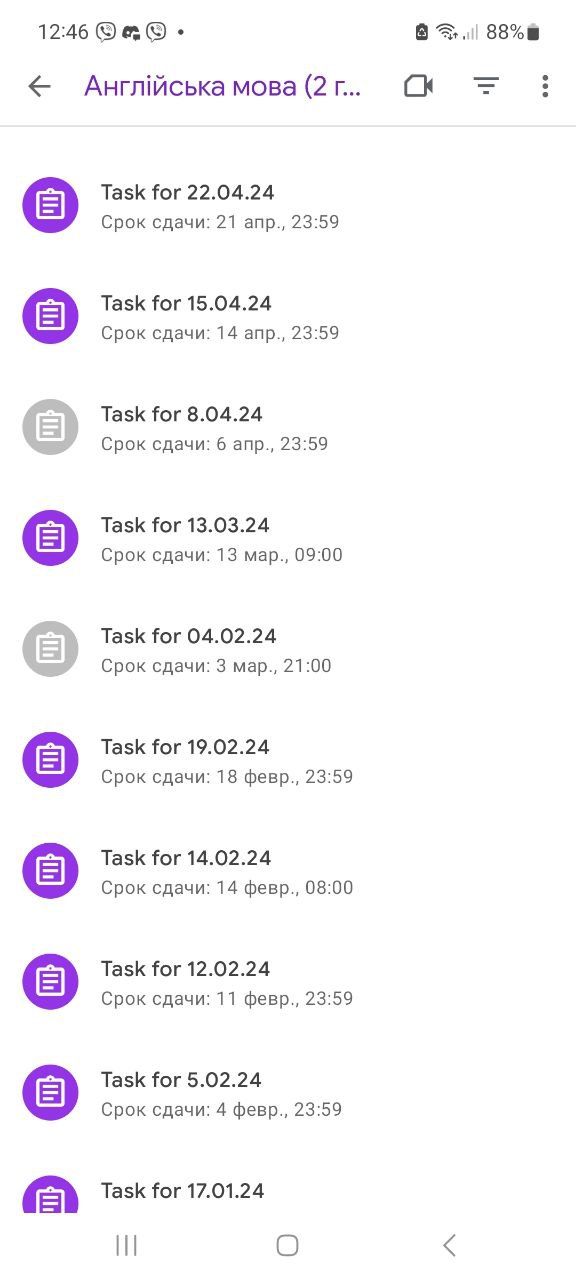 12:46
88%
Англійська мова (2 г...
Task for 22.04.24
Срок сдачи: 21 апр., 23:59
Task for 15.04.24
Срок сдачи: 14 апр., 23:59
Task for 8.04.24
Срок сдачи: 6 апр., 23:59
Task for 13.03.24
Срок сдачи: 13 мар., 09:00
Task for 04.02.24
Срок сдачи: 3 мар., 21:00
Task for 19.02.24
Срок сдачи: 18 февр., 23:59
Task for 14.02.24
Срок сдачи: 14 февр., 08:00
Task for 12.02.24
Срок сдачи: 11 февр., 23:59
Task for 5.02.24
Срок сдачи: 4 февр., 23:59
Task for 17.01.24